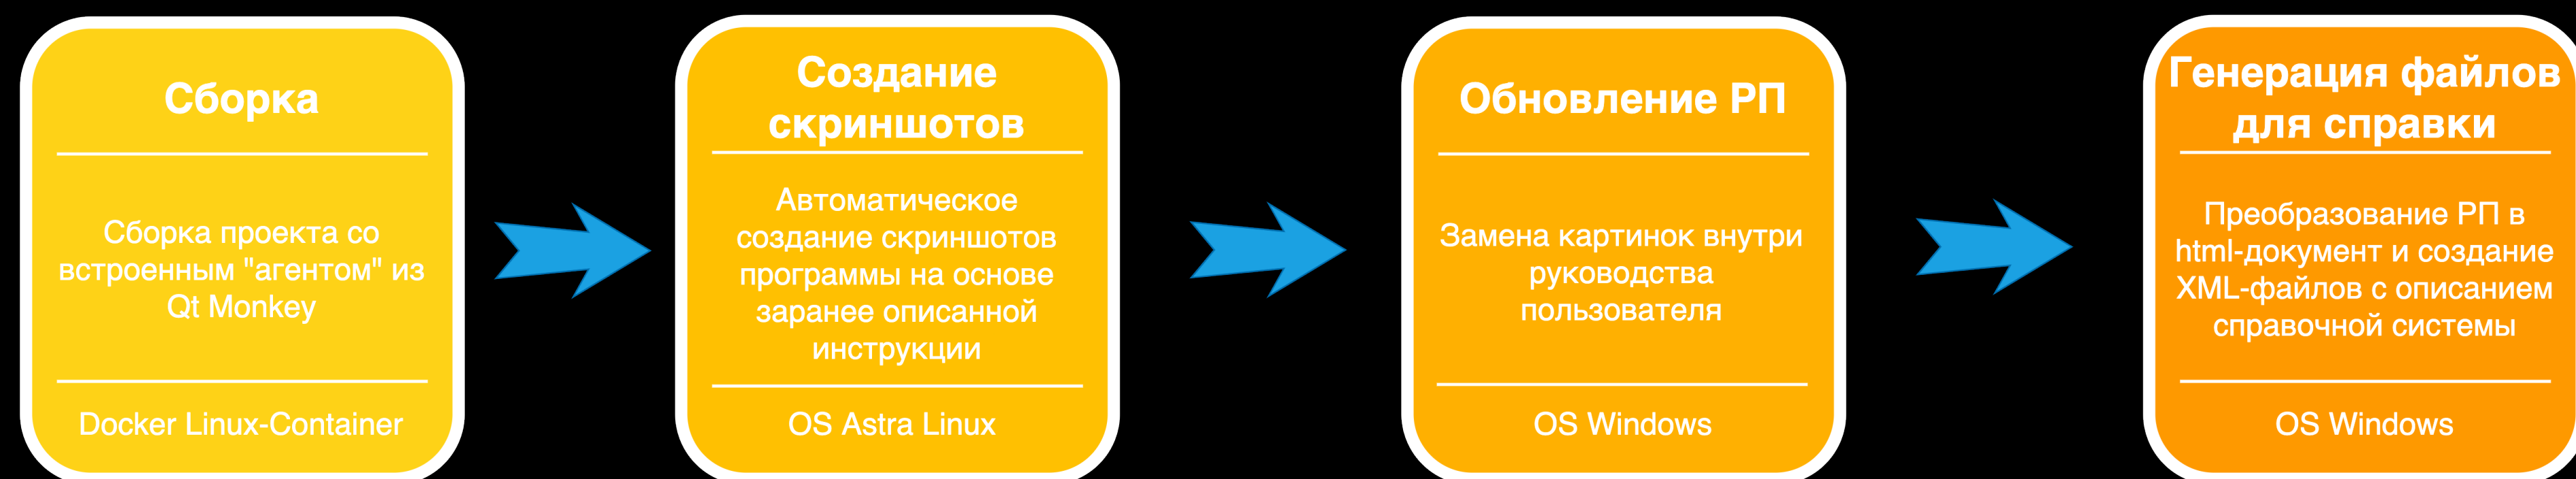 Сборка
Сборка проекта со
встроенным "агентом" из
Qt Monkey
Docker Linux-Container
Создание
скриншотов
Автоматическое
создание скриншотов
программы на основе
заранее описанной
инструкции
OS Astra Linux
Обновление РП
Замена картинок внутри
руководства
пользователя
OS Windows
Генерация файлов
для справки
Преобразование РП в
html-документ и создание
XML-файлов с описанием
справочной системы
OS Windows